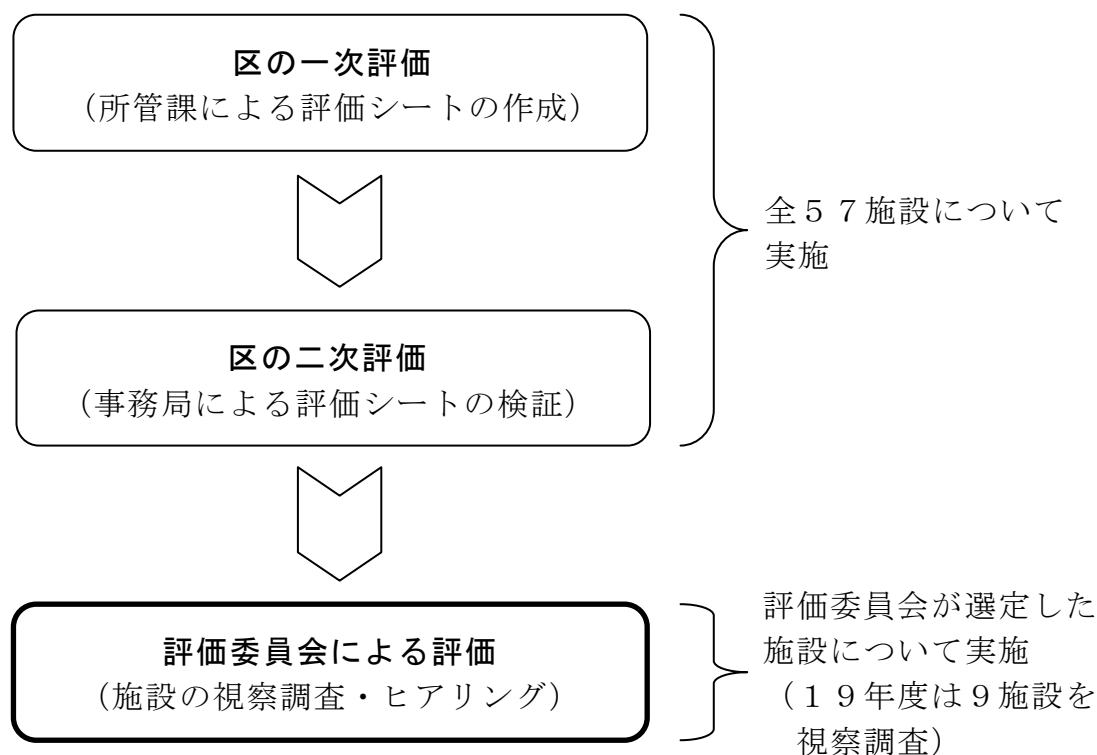 区の一次評価
（所管課による評価シートの作成）
全５７施設について
実施
区の二次評価
（事務局による評価シートの検証）
評価委員会による評価
（施設の視察調査・ヒアリング）
評価委員会が選定した
施設について実施
（１９年度は９施設を
視察調査）